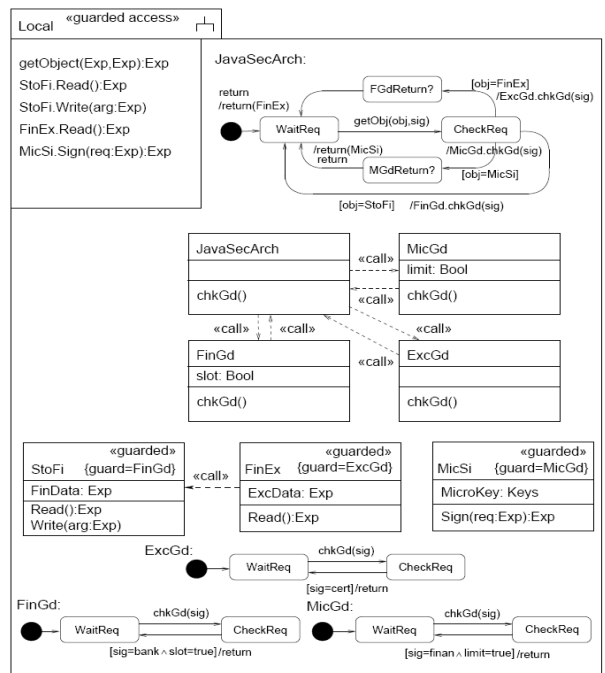 Local «guarded access»
getObject(Exp,Exp):Exp
StoFi.Read():Exp
StoFi.Write(arg:Exp)
FinEx.Read():Exp
MicSi.Sign(req:Exp):Exp
JavaSecArch:
return
/return(FinEx)
FGdReturn?
[obj=FinEx]
/ExcGd.chkGd(sig)
WaitReq
getObj(obj,sig)
CheckReq
/return(MicSi)
return
/MicGd.chkGd(sig)
MGdReturn?
[obj=MicSi]
[obj=StoFi] /FinGd.chkGd(sig)
JavaSecArch
chkGd()
«call»
«call»
MicGd
limit: Bool
chkGd()
«call»
«call»
«call»
«call»
FinGd
slot: Bool
chkGd()
ExcGd
chkGd()
«guarded»
StoFi {guard=FinGd}
FinData: Exp
Read():Exp
Write(arg:Exp)
«call»
«guarded»
FinEx {guard=ExcGd}
ExcData: Exp
Read():Exp
«guarded»
MicSi {guard=MicGd}
MicroKey: Keys
Sign(req:Exp):Exp
ExcGd:
WaitReq
chkGd(sig)
CheckReq
[sig=cert]/return
FinGd:
WaitReq
chkGd(sig)
CheckReq
[sig=bank∧slot=true]/return
MicGd:
WaitReq
chkGd(sig)
CheckReq
[sig=finan∧limit=true]/return